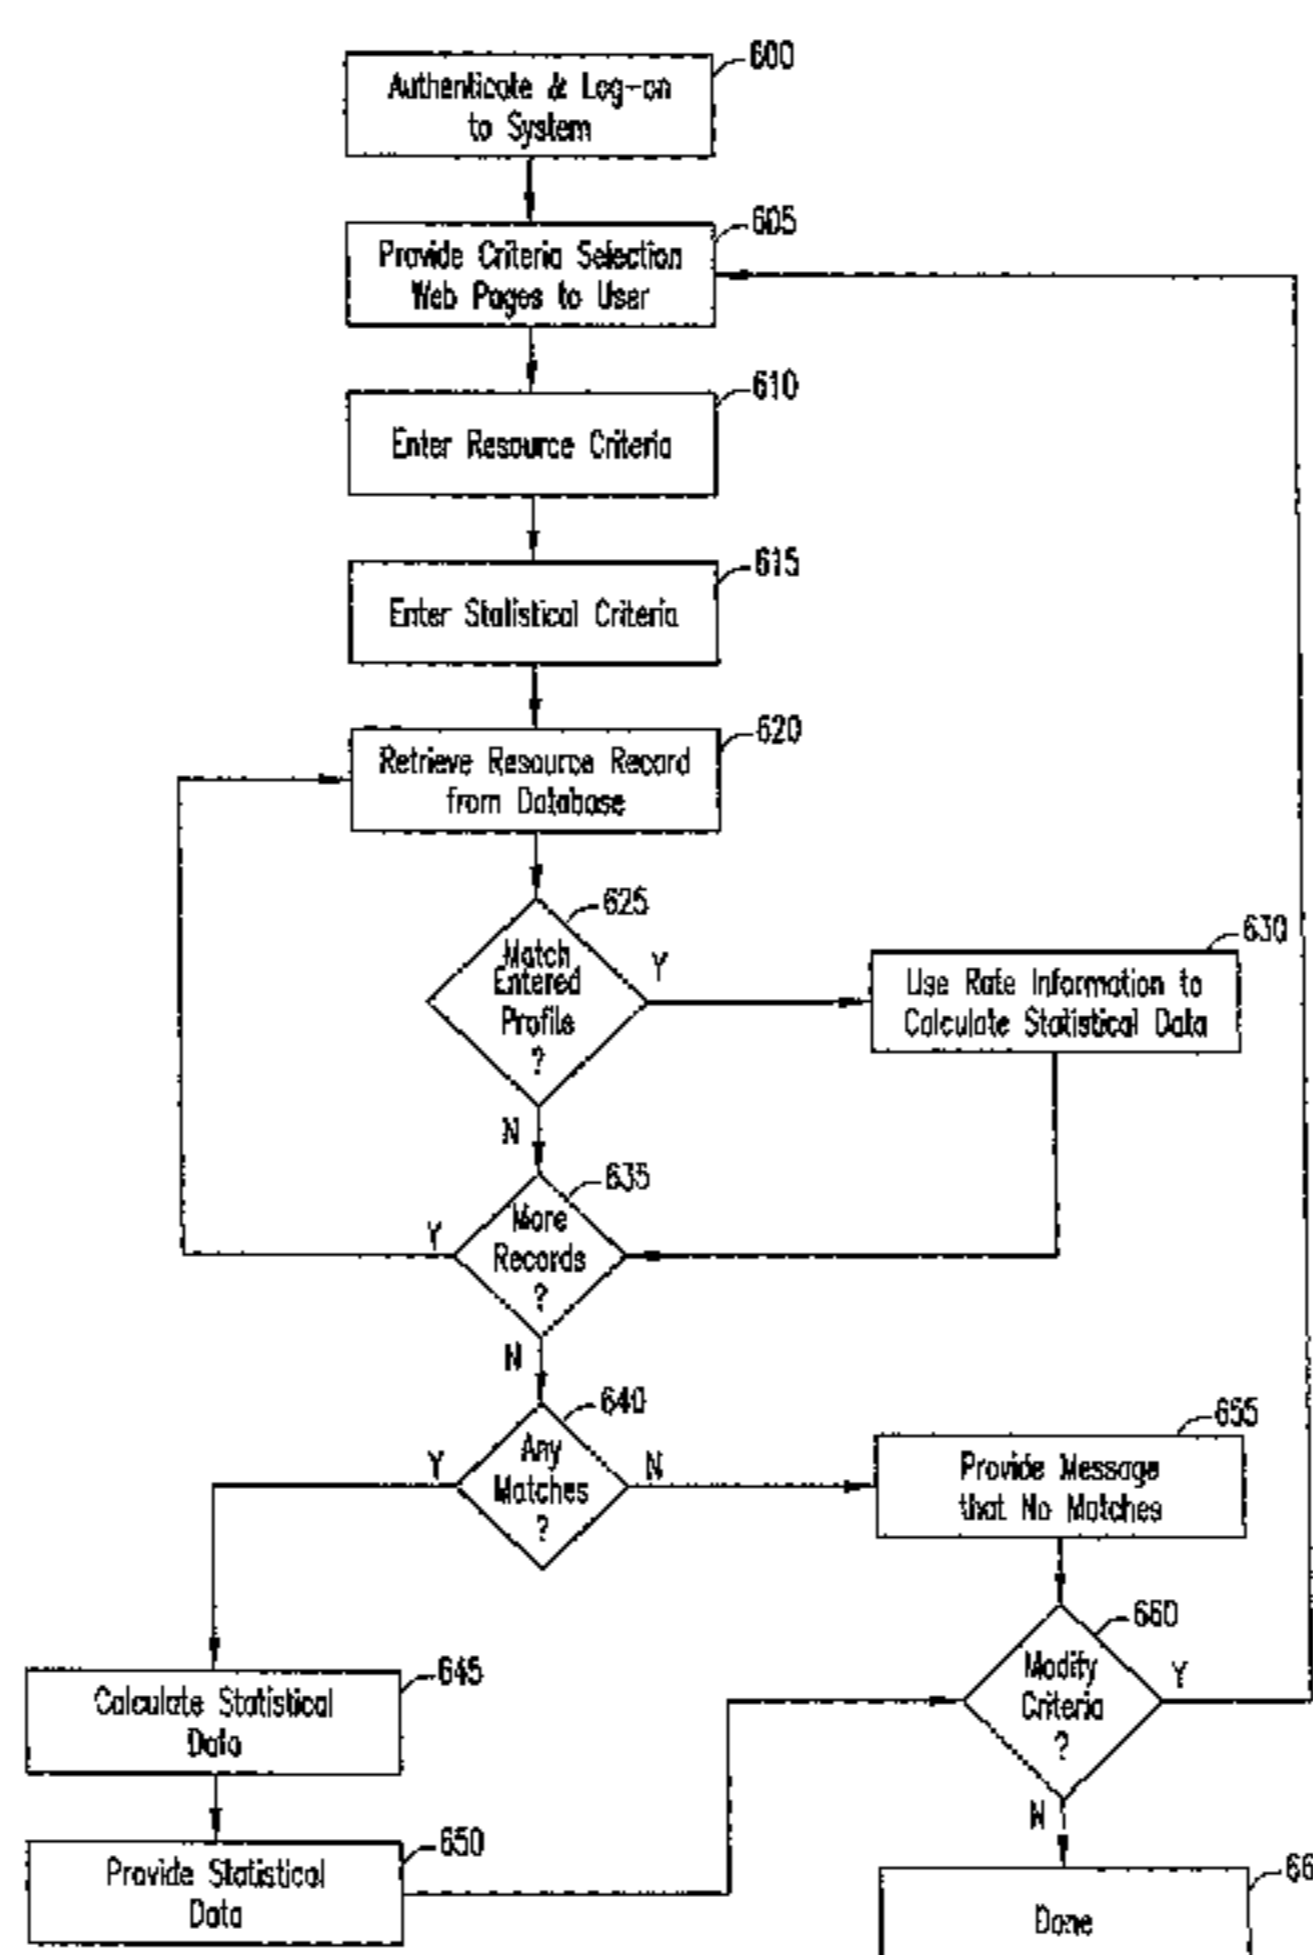 600
Authenticate & Log-on
to System
605
Provide Criteria Selection
Web Pages to User
610
Enter Resource Criteria
615
Enter Statistical Criteria
620
Retrieve Resource Record
from Database
625
Match
Entered
Profile
?
Y
N
630
Use Rate Information to
Calculate Statistical Data
635
More
Records
?
Y
N
640
Any
Matches
?
Y
N
655
Provide Message
that No Matches
660
Modify
Criteria
?
Y
N
645
Calculate Statistical
Data
650
Provide Statistical
Data
66
Done